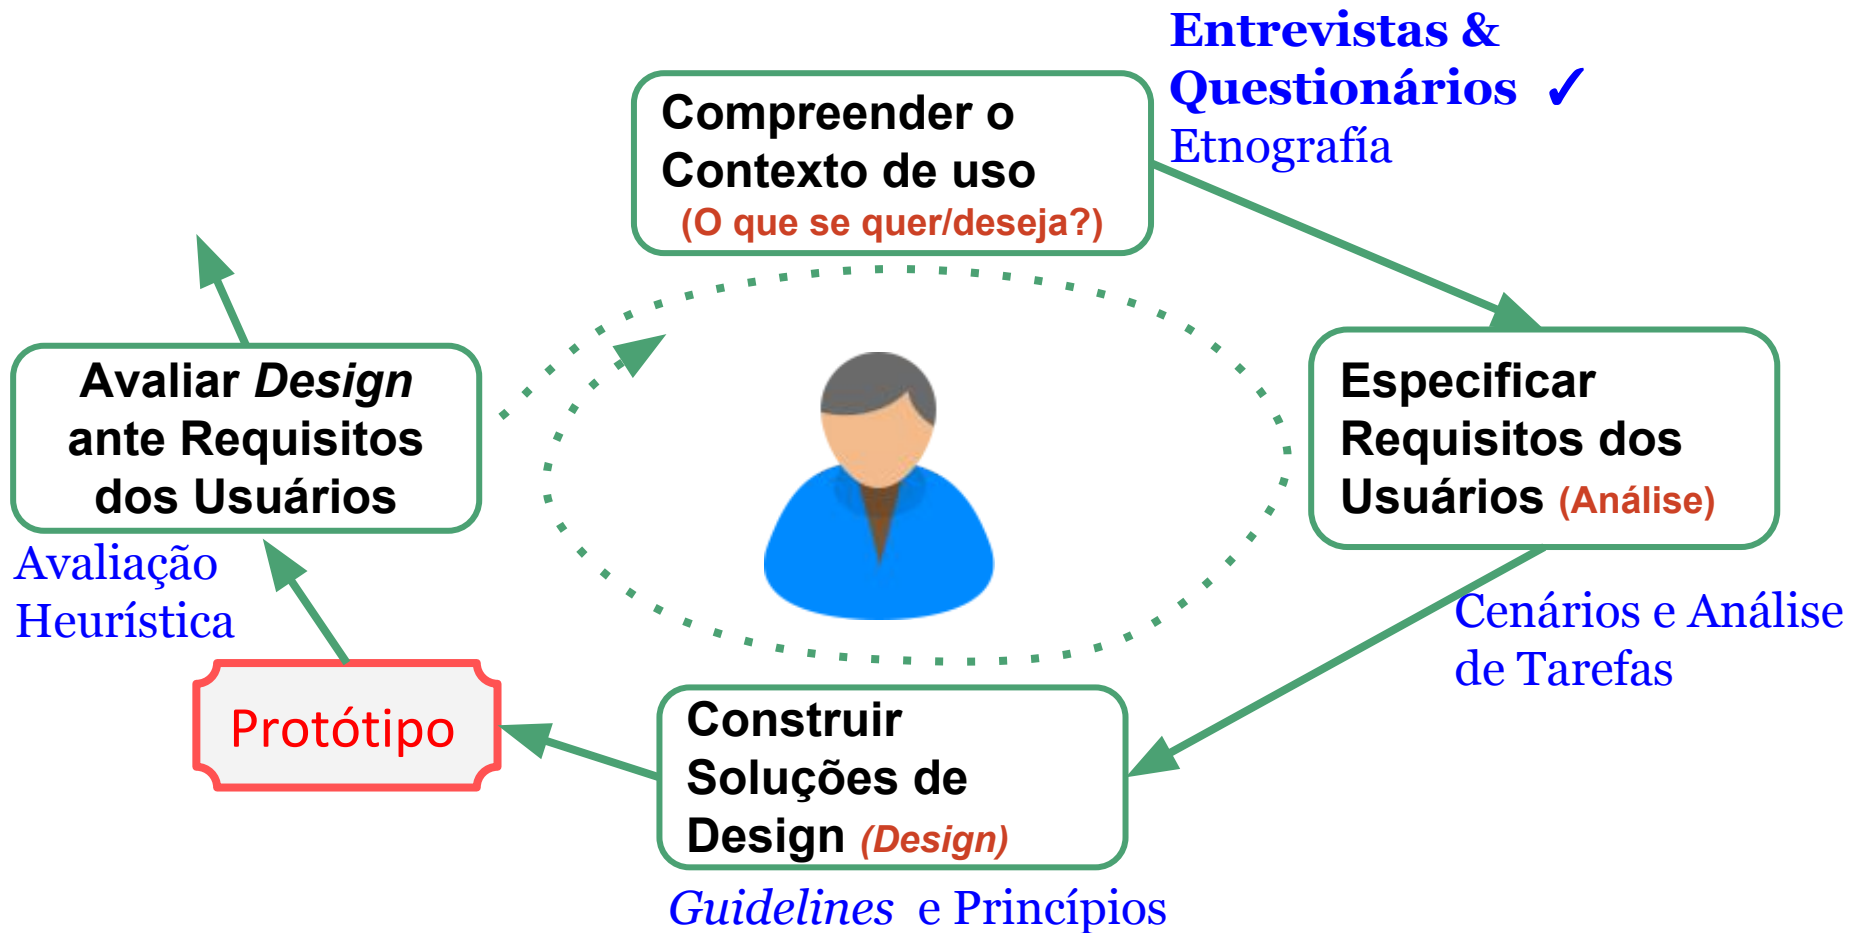 Entrevistas &
Questionários ✓
Etnografía
Compreender o
Contexto de uso
(O que se quer/deseja?)
Avaliar Design
ante Requisitos
dos Usuários
Especificar
Requisitos dos
Usuários (Análise)
Avaliação
Heurística
Cenários e Análise
de Tarefas
Protótipo
Construir
Soluções de
Design (Design)
Guidelines e Princípios